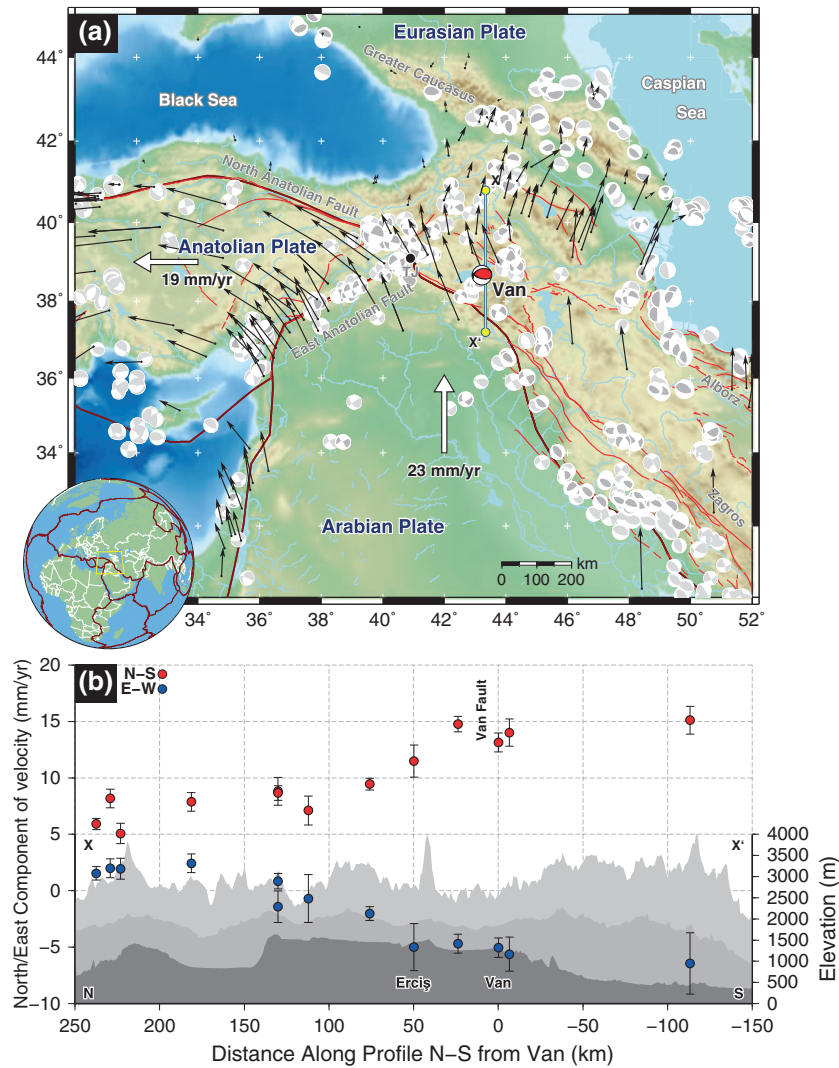 (a)
Eurasian Plate
Greater Caucasus
Caspian
Sea
Black Sea
North Anatolian Fault
X
Anatolian Plate
19 mm/yr
TJ
Van
East Anatolian Fault
X'
Alborz
23 mm/yr
Zagros
Arabian Plate
km
0 100 200
44°
42°
40°
38°
36°
34°
34° 36° 38° 40° 42° 44° 46° 48° 50° 52°
(b)
N−S
E−W
Van Fault
North/East Component of velocity (mm/yr)
20
15
10
5
0
−5
−10
X
X'
4000
3500
3000
2500
2000
1500
1000
500
0
Elevation (m)
N
Erciş
Van
S
250 200 150 100 50 0 −50 −100 −150
Distance Along Profile N−S from Van (km)